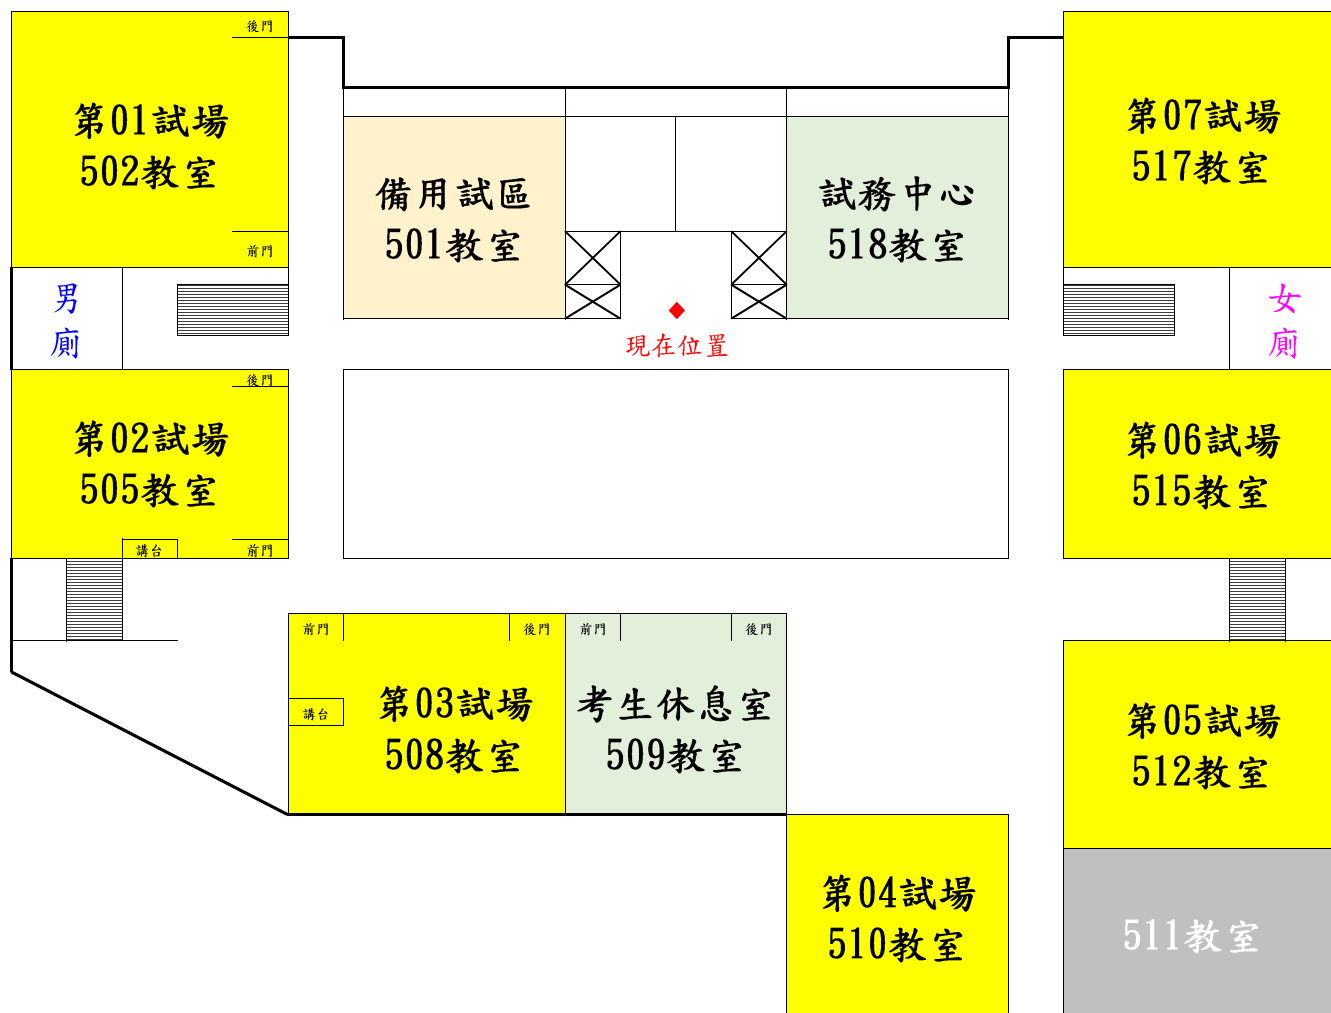 後門
第01試場
502教室
前門
備用試區
501教室
試務中心
518教室
第07試場
517教室
男
廁
現在位置
女
廁
後門
第02試場
505教室
講台
前門
第06試場
515教室
前門
後門
講台
第03試場
508教室
前門
後門
考生休息室
509教室
第05試場
512教室
第04試場
510教室
511教室